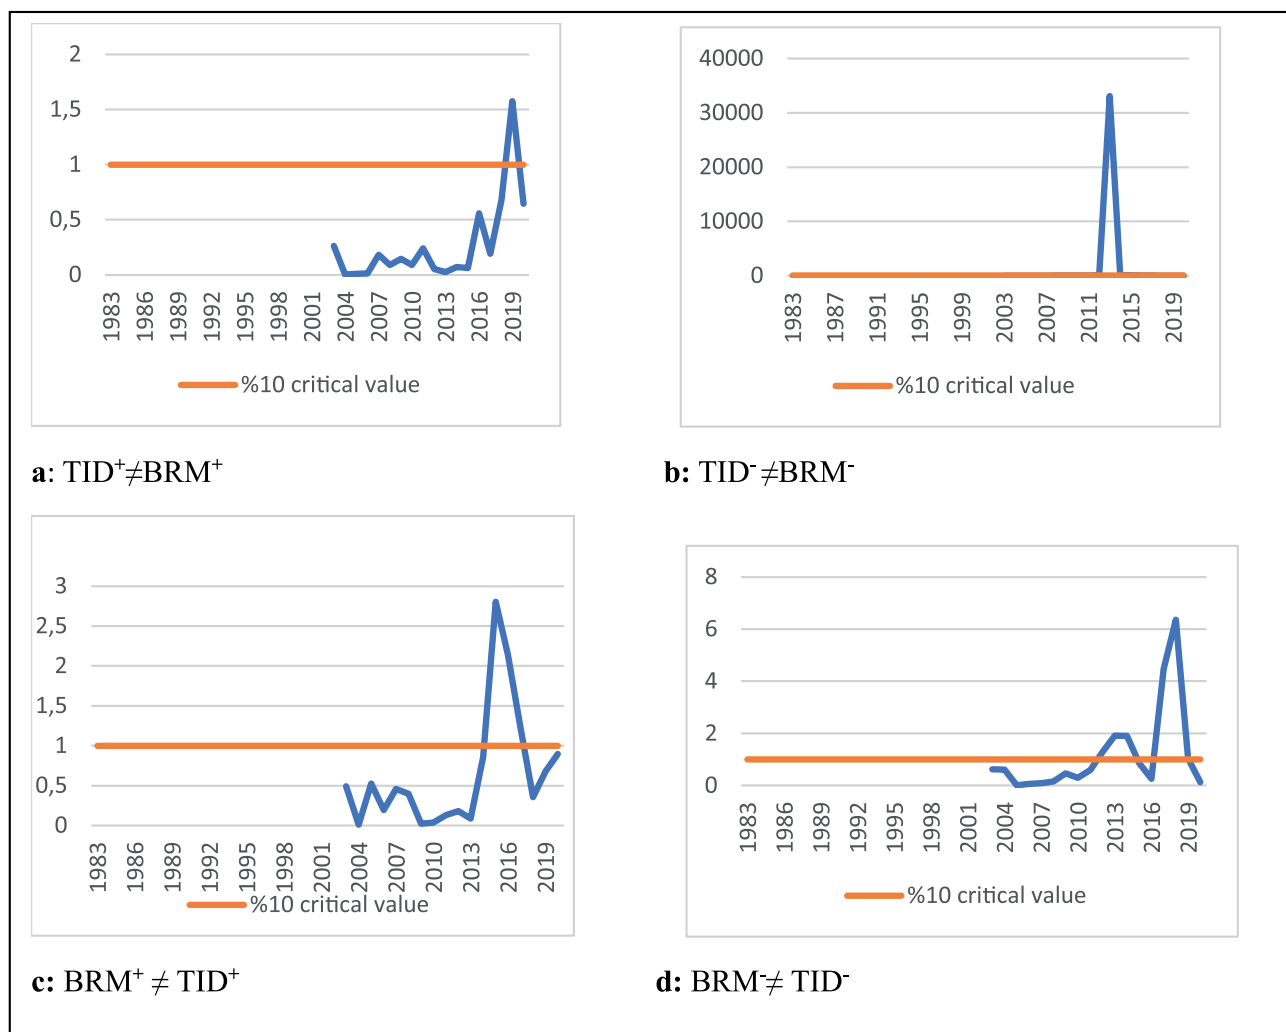 2
1,5
1
0,5
0
1983 1986 1989 1992 1995 1998 2001 2004 2007 2010 2013 2016 2019
%10 critical value
a: TID⁺≠BRM⁺
40000
30000
20000
10000
0
1983 1987 1991 1995 1999 2003 2007 2011 2015 2019
%10 critical value
b: TID⁻ ≠BRM⁻
3
2,5
2
1,5
1
0,5
0
1983 1986 1989 1992 1995 1998 2001 2004 2007 2010 2013 2016 2019
%10 critical value
c: BRM⁺ ≠ TID⁺
8
6
4
2
0
1983 1986 1989 1992 1995 1998 2001 2004 2007 2010 2013 2016 2019
%10 critical value
d: BRM⁻≠ TID⁻